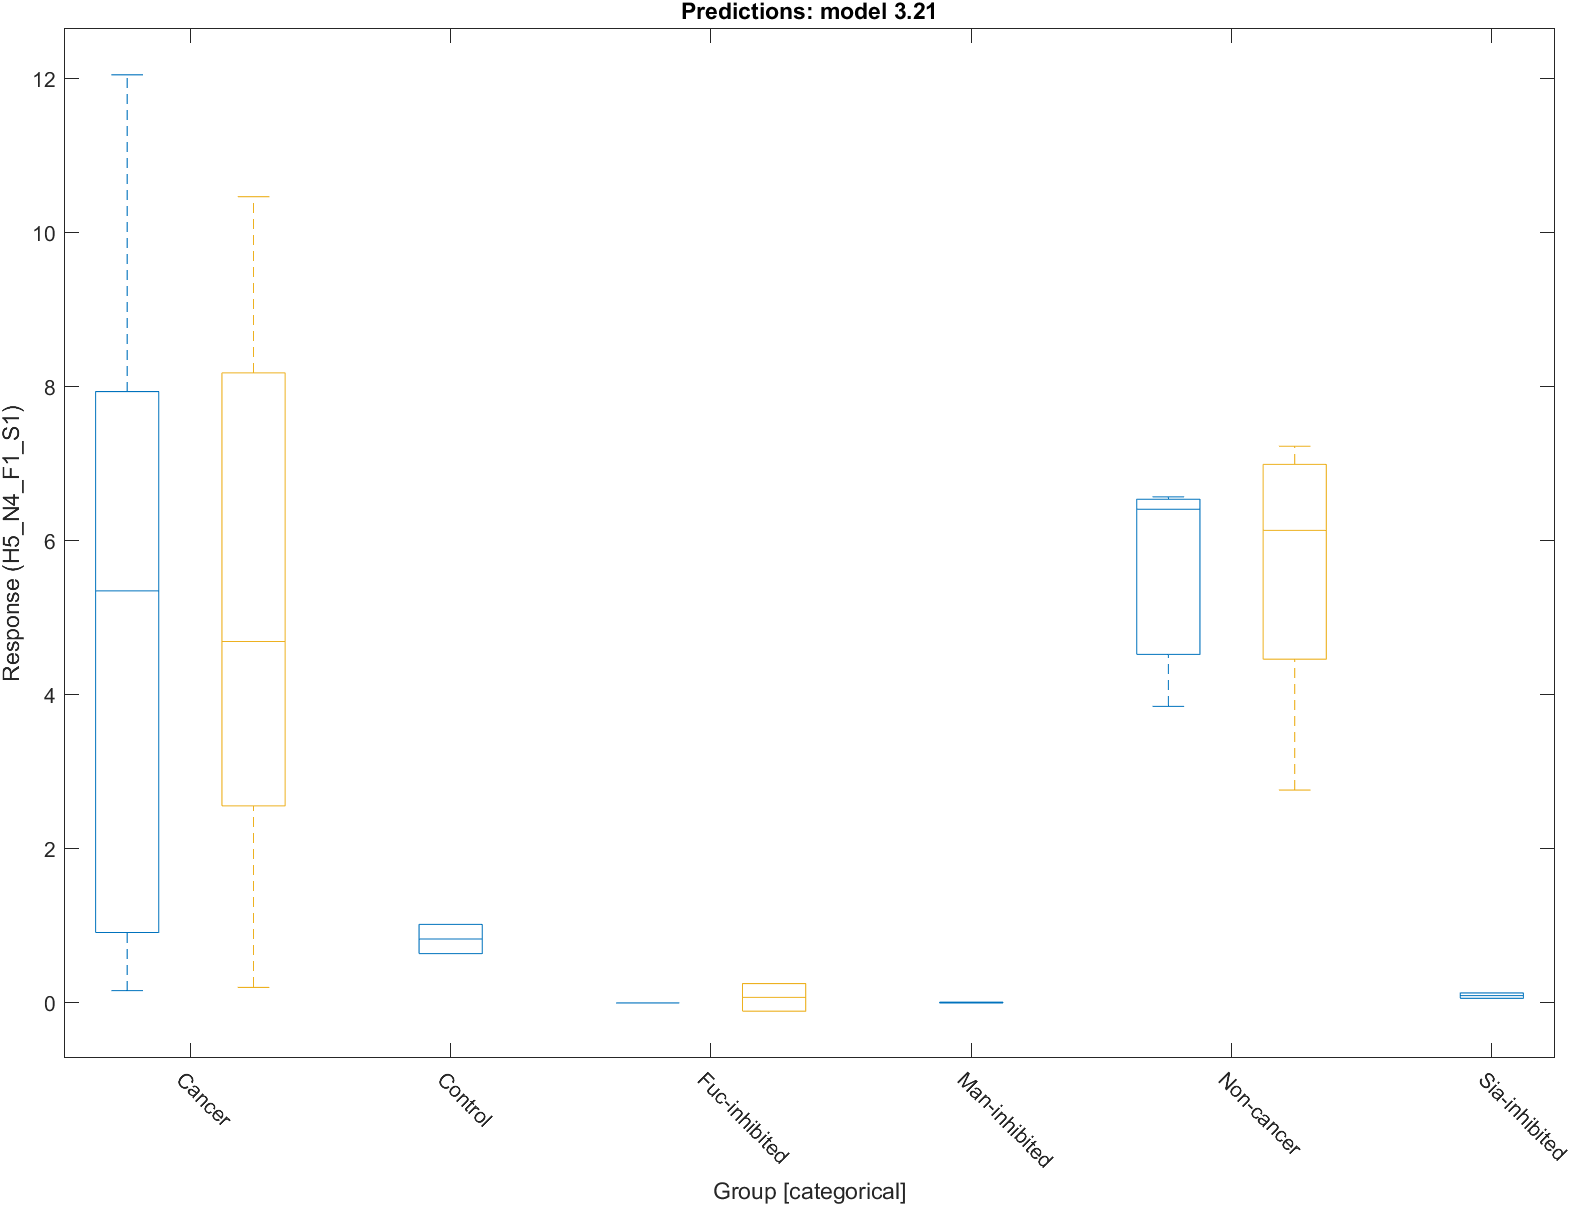 Predictions: model 3.21
12
10
8
6
4
2
0
Response (H5_N4_F1_S1)
Cancer
Control
Fuc-inhibited
Man-inhibited
Non-cancer
Sia-inhibited
Group [categorical]